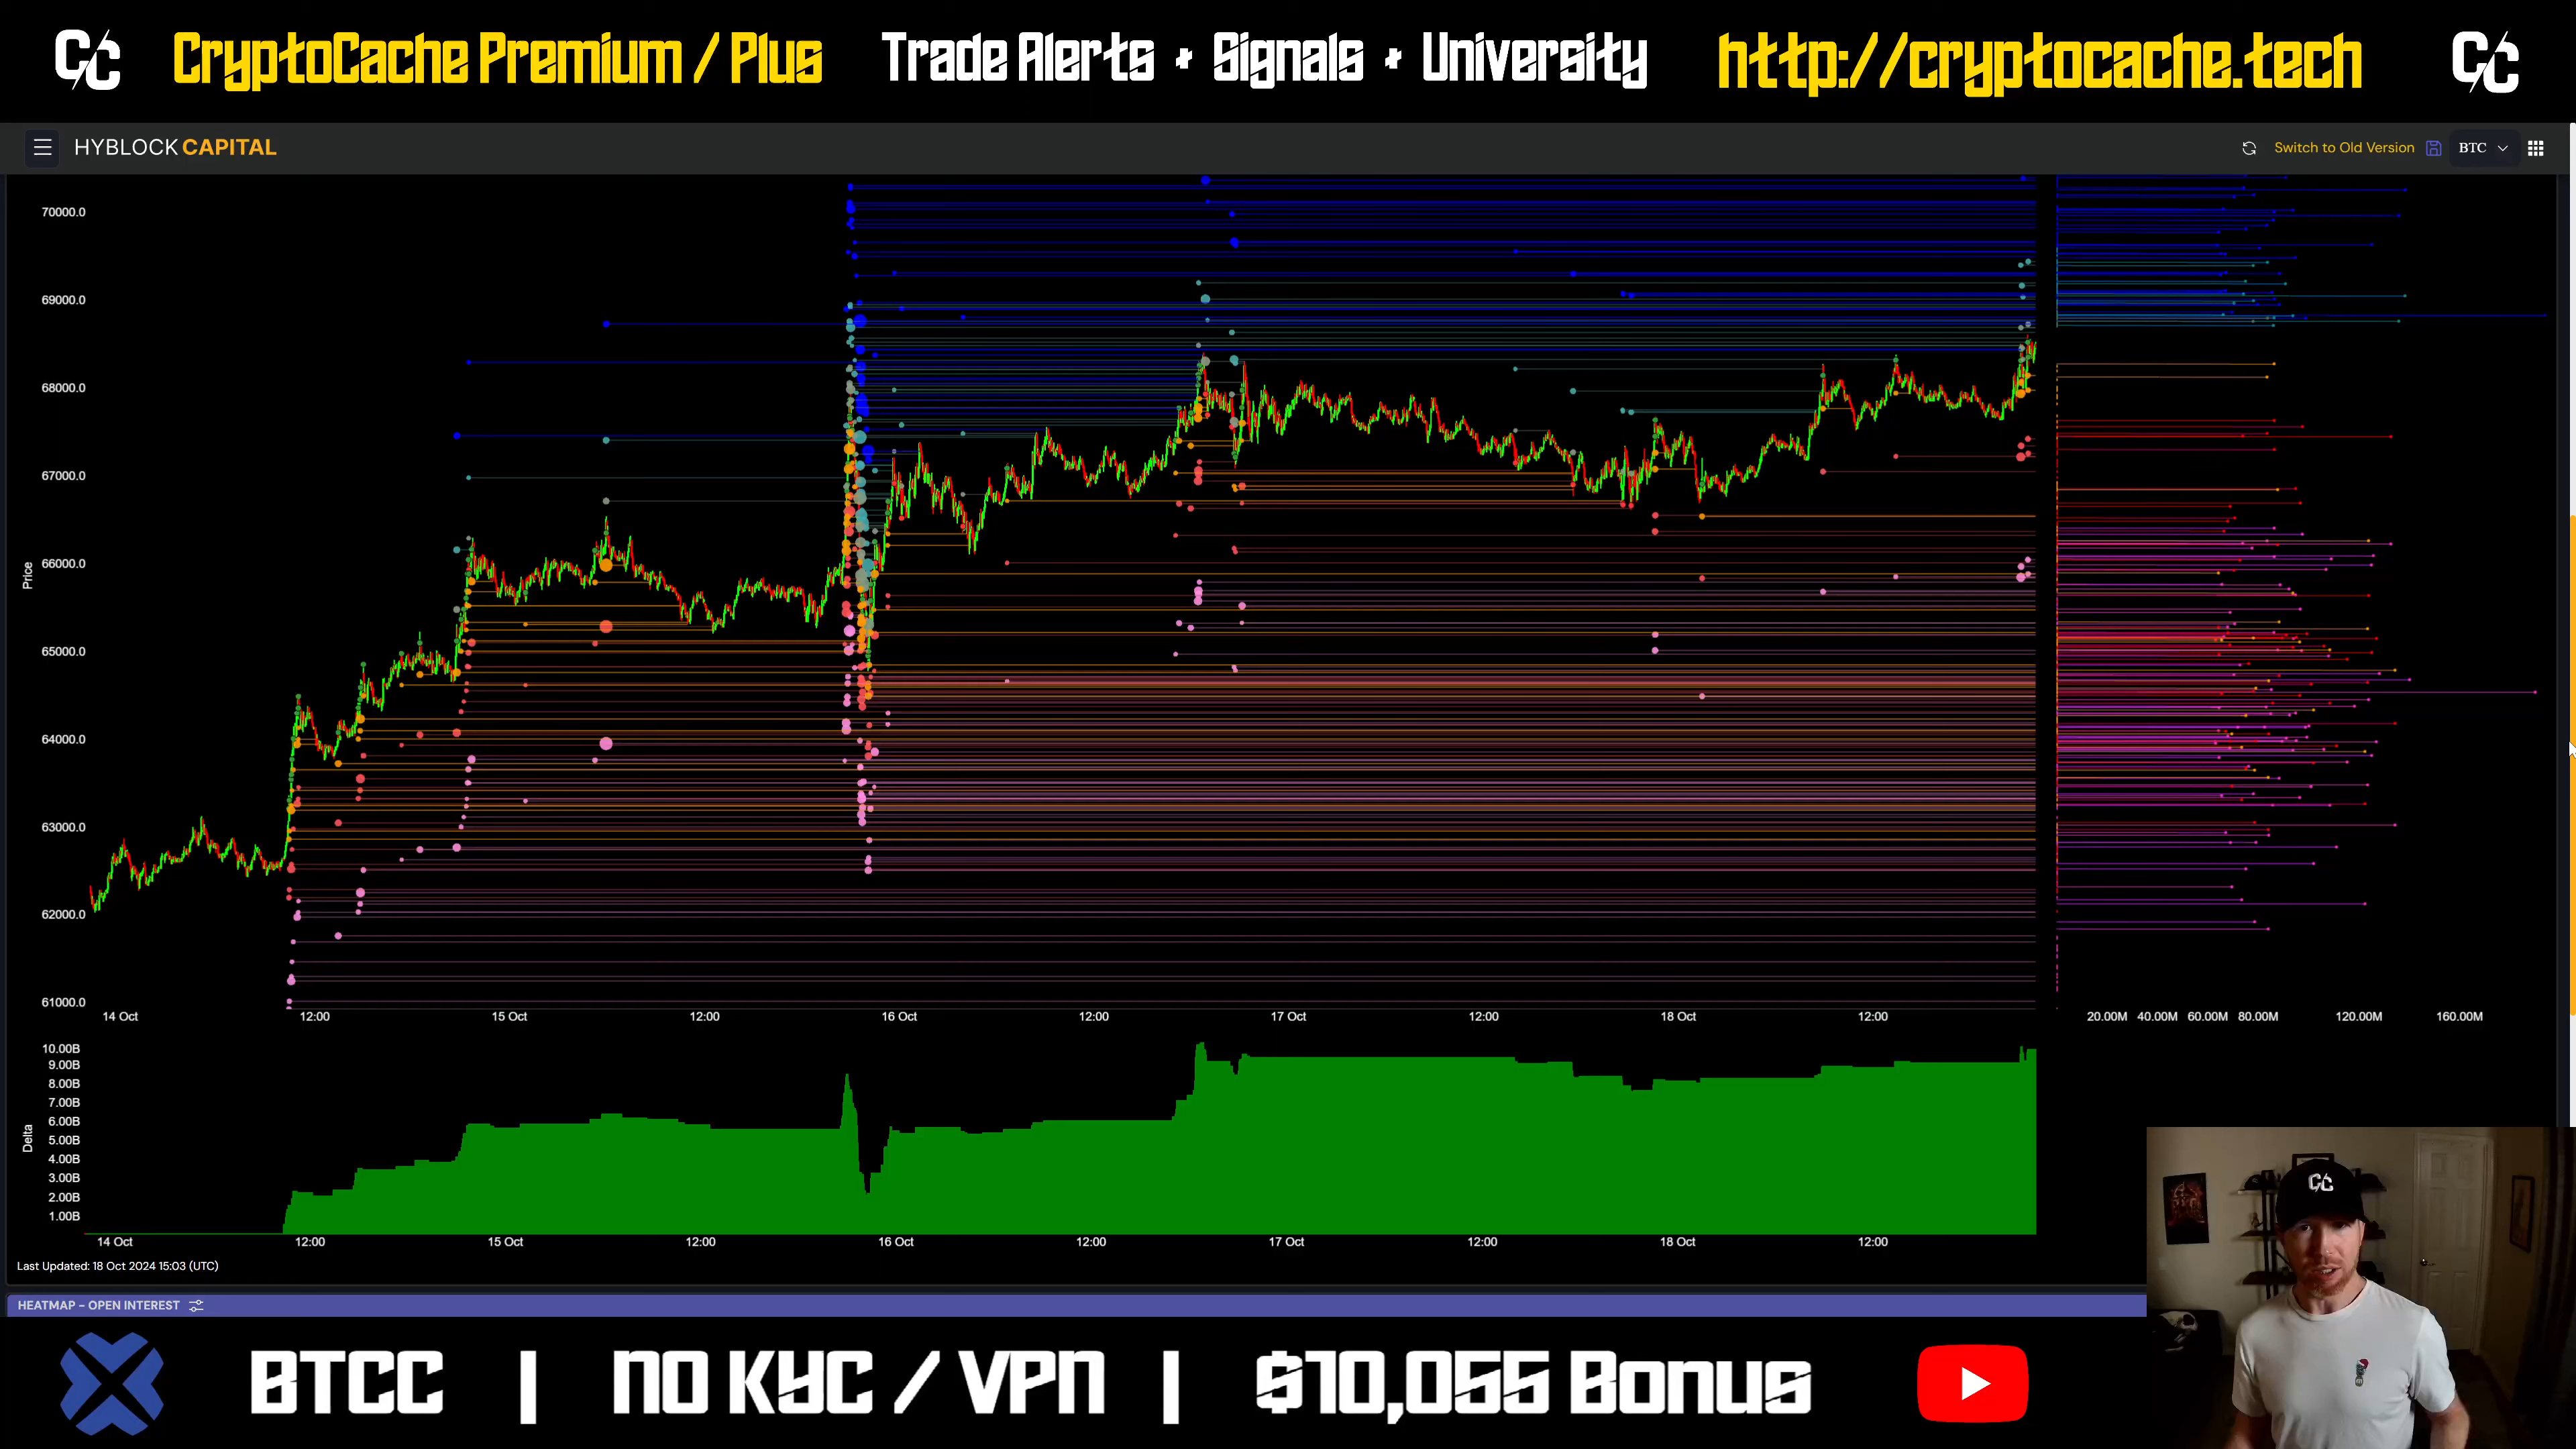 CC CryptoCache Premium / Plus Trade Alerts + Signals + University http://cryptocache.tech CC
HYBLOCK CAPITAL Switch to Old Version BTC
70000.0
69000.0
68000.0
67000.0
66000.0
65000.0
64000.0
63000.0
62000.0
61000.0
Price
14 Oct 12:00 15 Oct 12:00 16 Oct 12:00 17 Oct 12:00 18 Oct 12:00 20.00M 40.00M 60.00M 80.00M 120.00M 160.00M
10.00B
9.00B
8.00B
7.00B
6.00B
5.00B
4.00B
3.00B
2.00B
1.00B
Delta
14 Oct 12:00 15 Oct 12:00 16 Oct 12:00 17 Oct 12:00 18 Oct 12:00
Last Updated: 18 Oct 2024 15:03 (UTC)
HEATMAP - OPEN INTEREST
CC
BTCC | NO KYC / VPN | $10,055 Bonus